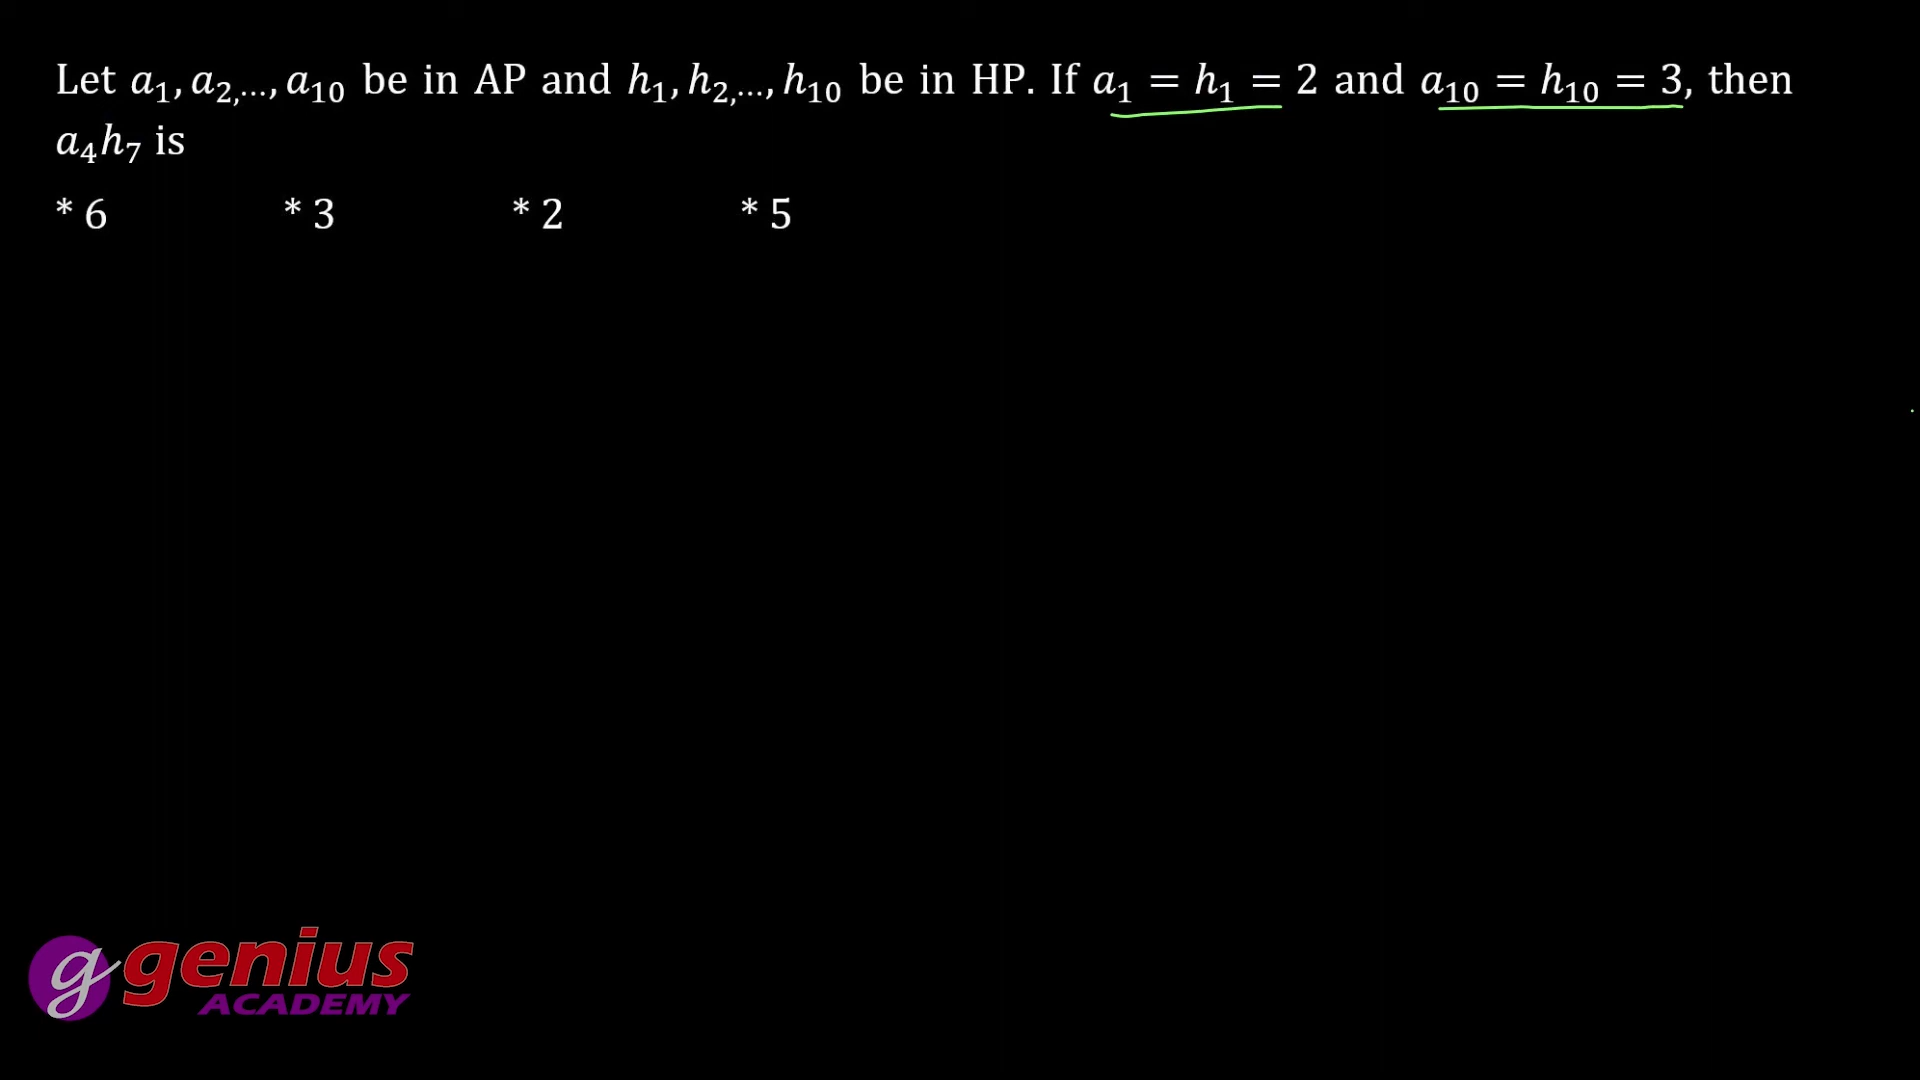 Let a₁, a₂,..., a₁₀ be in AP and h₁, h₂,..., h₁₀ be in HP. If a₁ = h₁ = 2 and a₁₀ = h₁₀ = 3, then
a₄h₇ is
* 6 * 3 * 2 * 5
g genius
ACADEMY